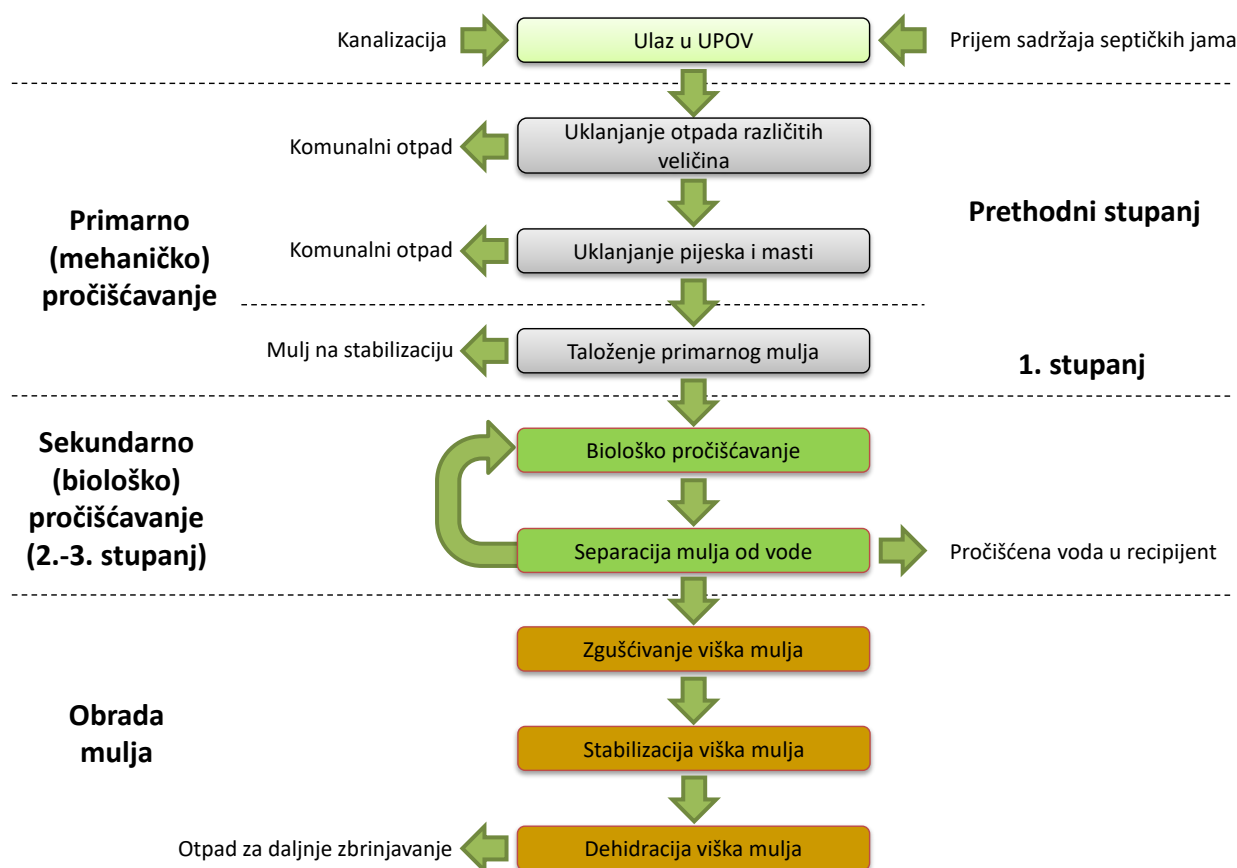 Kanalizacija
Ulaz u UPOV
Prijem sadržaja septičkih jama
Komunalni otpad
Uklanjanje otpada različitih
veličina
Primarno
(mehaničko)
pročišćavanje
Prethodni stupanj
Komunalni otpad
Uklanjanje pijeska i masti
Mulj na stabilizaciju
Taloženje primarnog mulja
1. stupanj
Sekundarno
(biološko)
pročišćavanje
(2.-3. stupanj)
Biološko pročišćavanje
Separacija mulja od vode
Pročišćena voda u recipijent
Zgušćivanje viška mulja
Obrada
mulja
Stabilizacija viška mulja
Otpad za daljnje zbrinjavanje
Dehidracija viška mulja